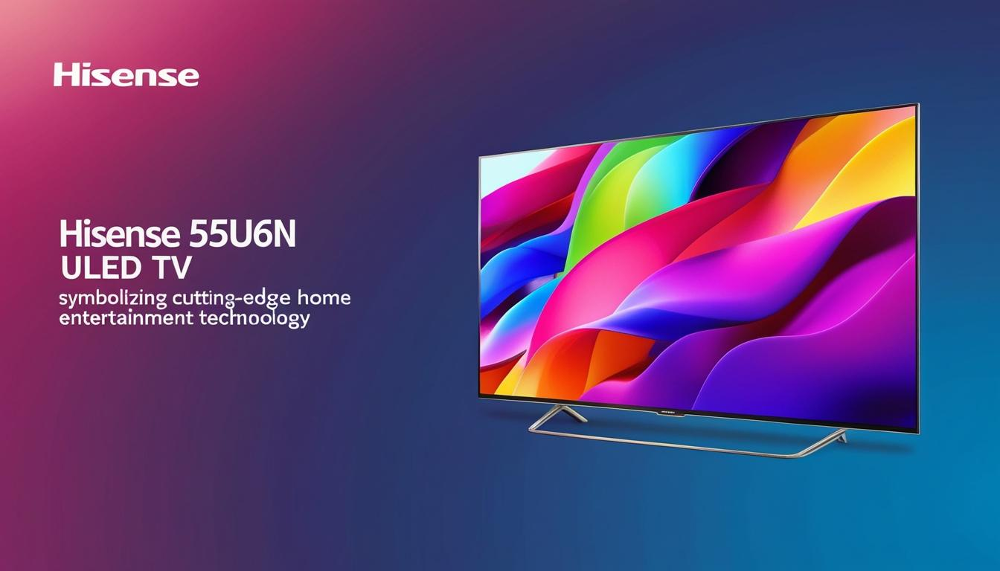 Hisense
Hisense 55U6N
ULED TV
symbolizing cutting-edge home
entertainment technology